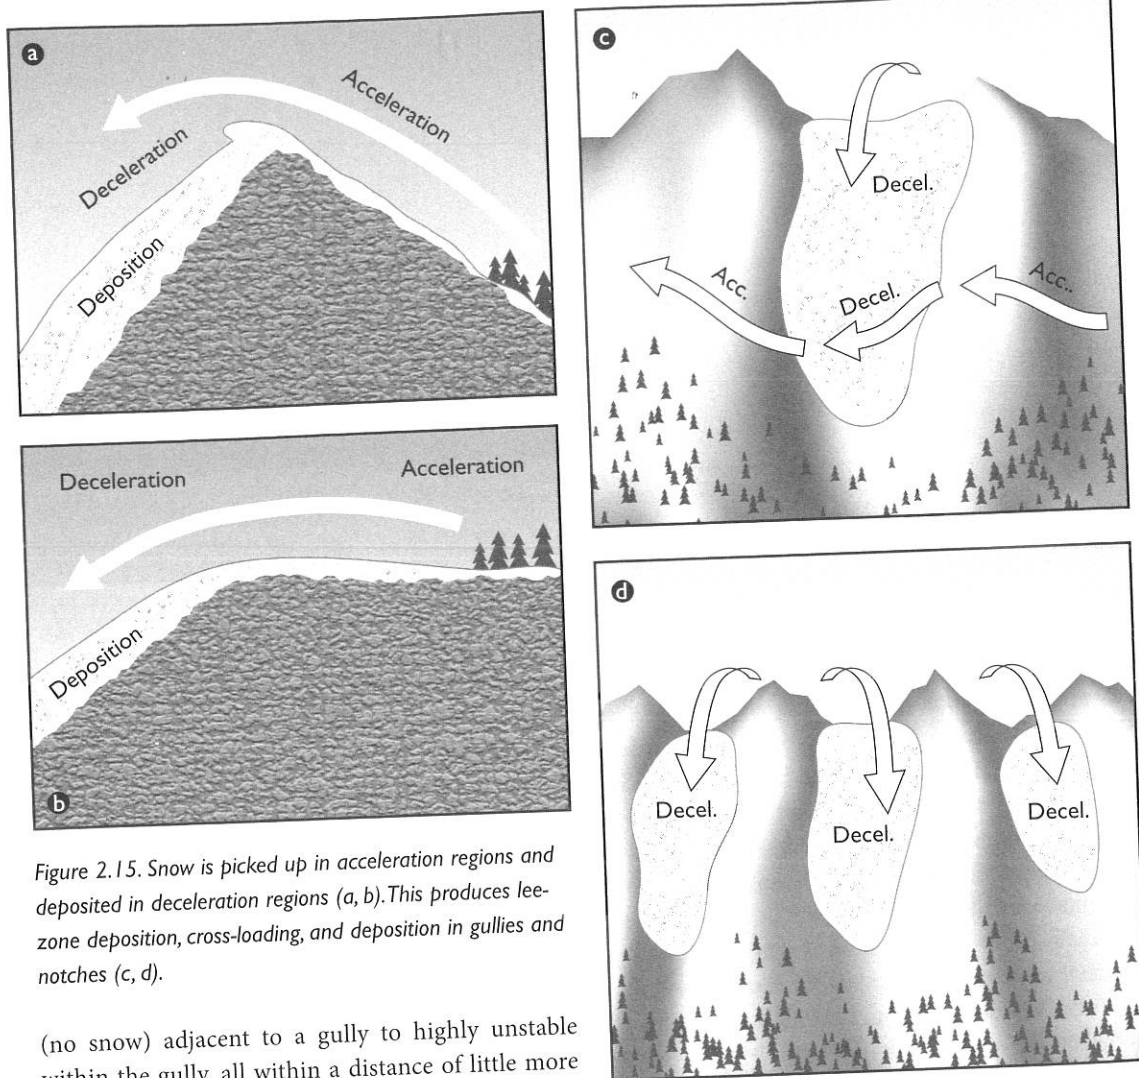 a
Acceleration
Deceleration
Deposition
Deceleration
Acceleration
Deposition
b
Figure 2.15. Snow is picked up in acceleration regions and
deposited in deceleration regions (a, b). This produces lee-
zone deposition, cross-loading, and deposition in gullies and
notches (c, d).
(no snow) adjacent to a gully to highly unstable
within the gully, all within a distance of little more
c
Decel.
Acc.
Decel.
Acc..
d
Decel.
Decel.
Decel.